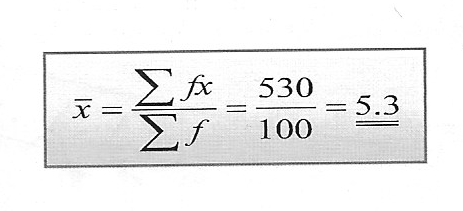 x̄ = ∑ fx / ∑ f = 530 / 100 = 5.3